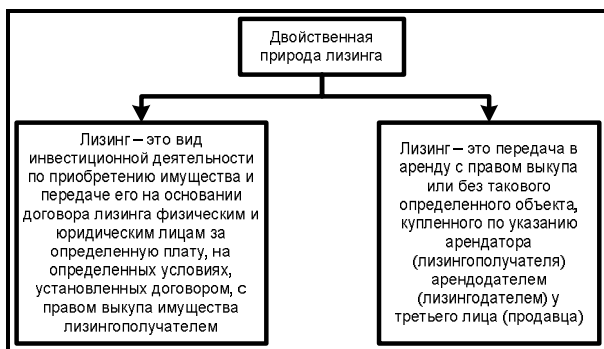 Двойственная
природа лизинга
Лизинг – это вид
инвестиционной деятельности
по приобретению имущества и
передаче его на основании
договора лизинга физическим и
юридическим лицам за
определенную плату, на
определенных условиях,
установленных договором, с
правом выкупа имущества
лизингополучателем
Лизинг – это передача в
аренду с правом выкупа
или без такового
определенного объекта,
купленного по указанию
арендатора
(лизингополучателя)
арендодателем
(лизингодателем) у
третьего лица (продавца)